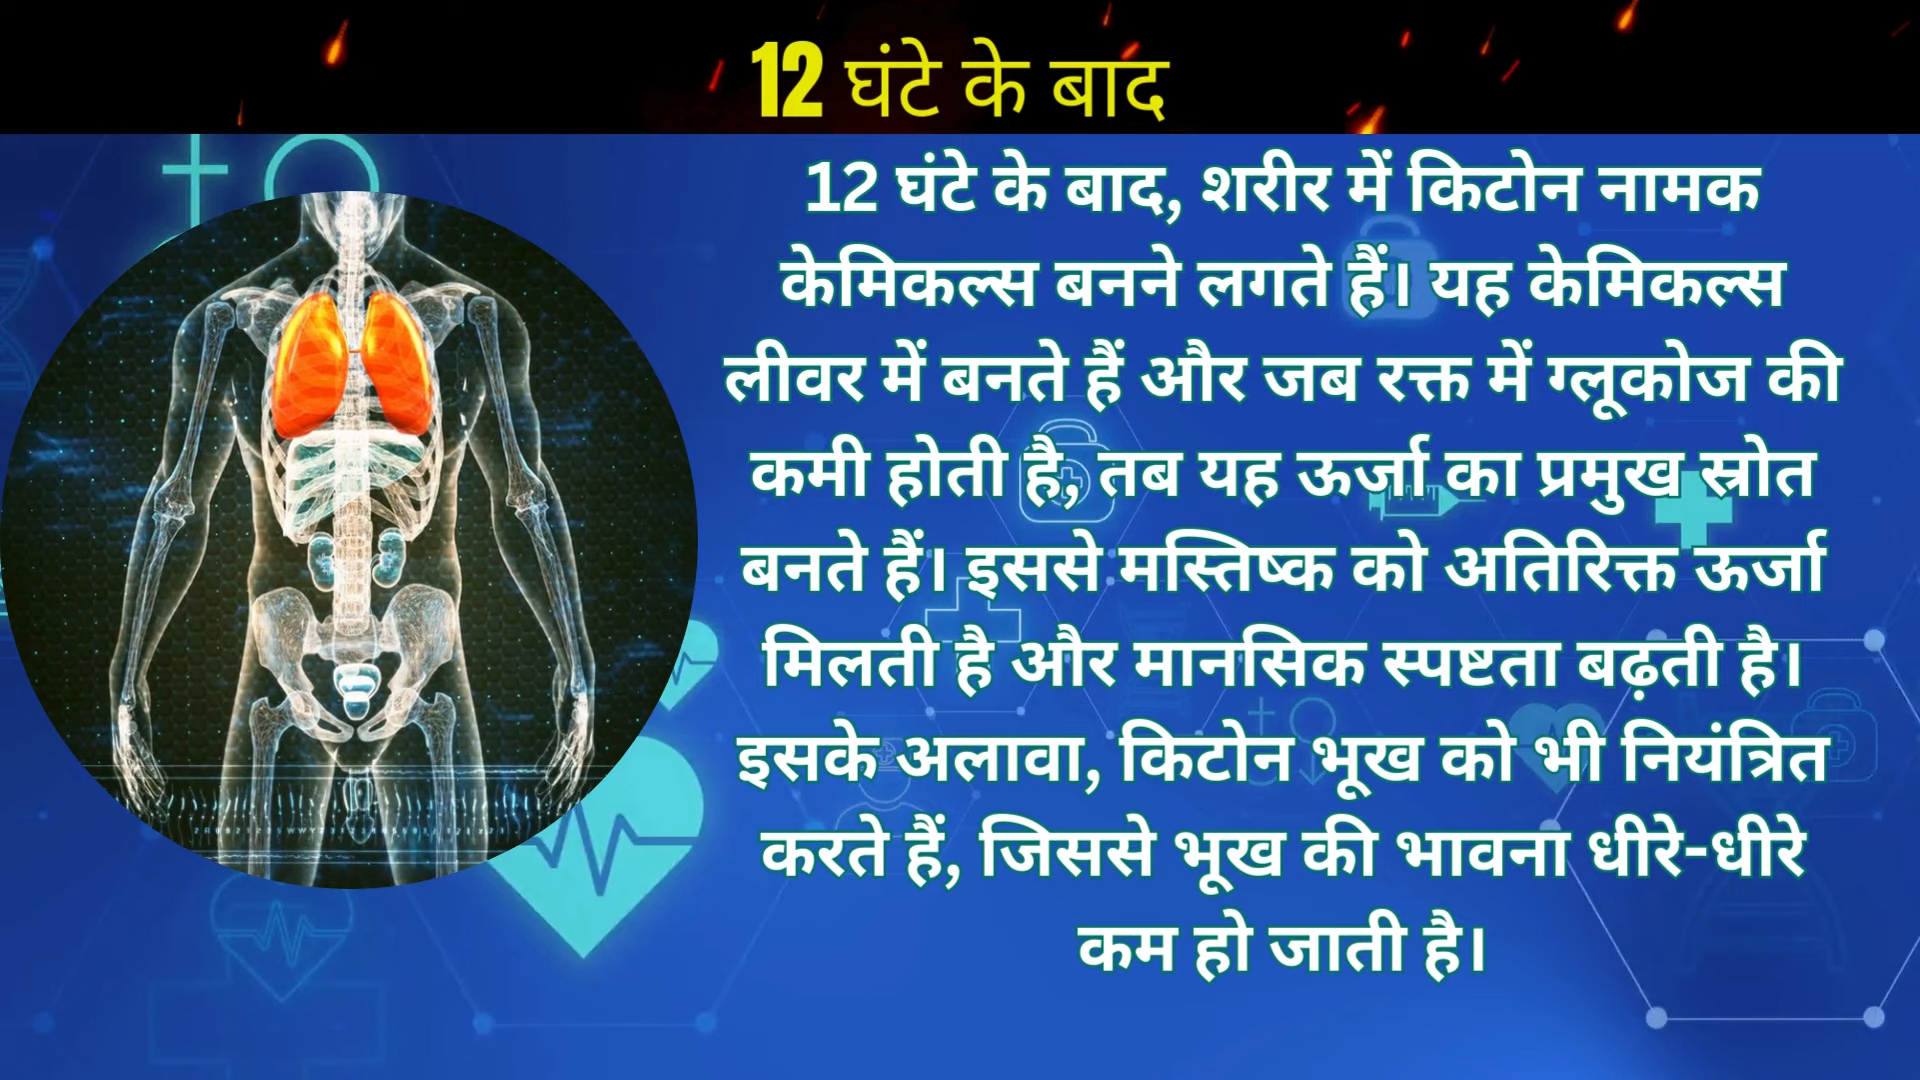 12 घंटे के बाद
12 घंटे के बाद, शरीर में किटोन नामक
केमिकल्स बनने लगते हैं। यह केमिकल्स
लीवर में बनते हैं और जब रक्त में ग्लूकोज की
कमी होती है, तब यह ऊर्जा का प्रमुख स्रोत
बनते हैं। इससे मस्तिष्क को अतिरिक्त ऊर्जा
मिलती है और मानसिक स्पष्टता बढ़ती है।
इसके अलावा, किटोन भूख को भी नियंत्रित
करते हैं, जिससे भूख की भावना धीरे-धीरे
कम हो जाती है।